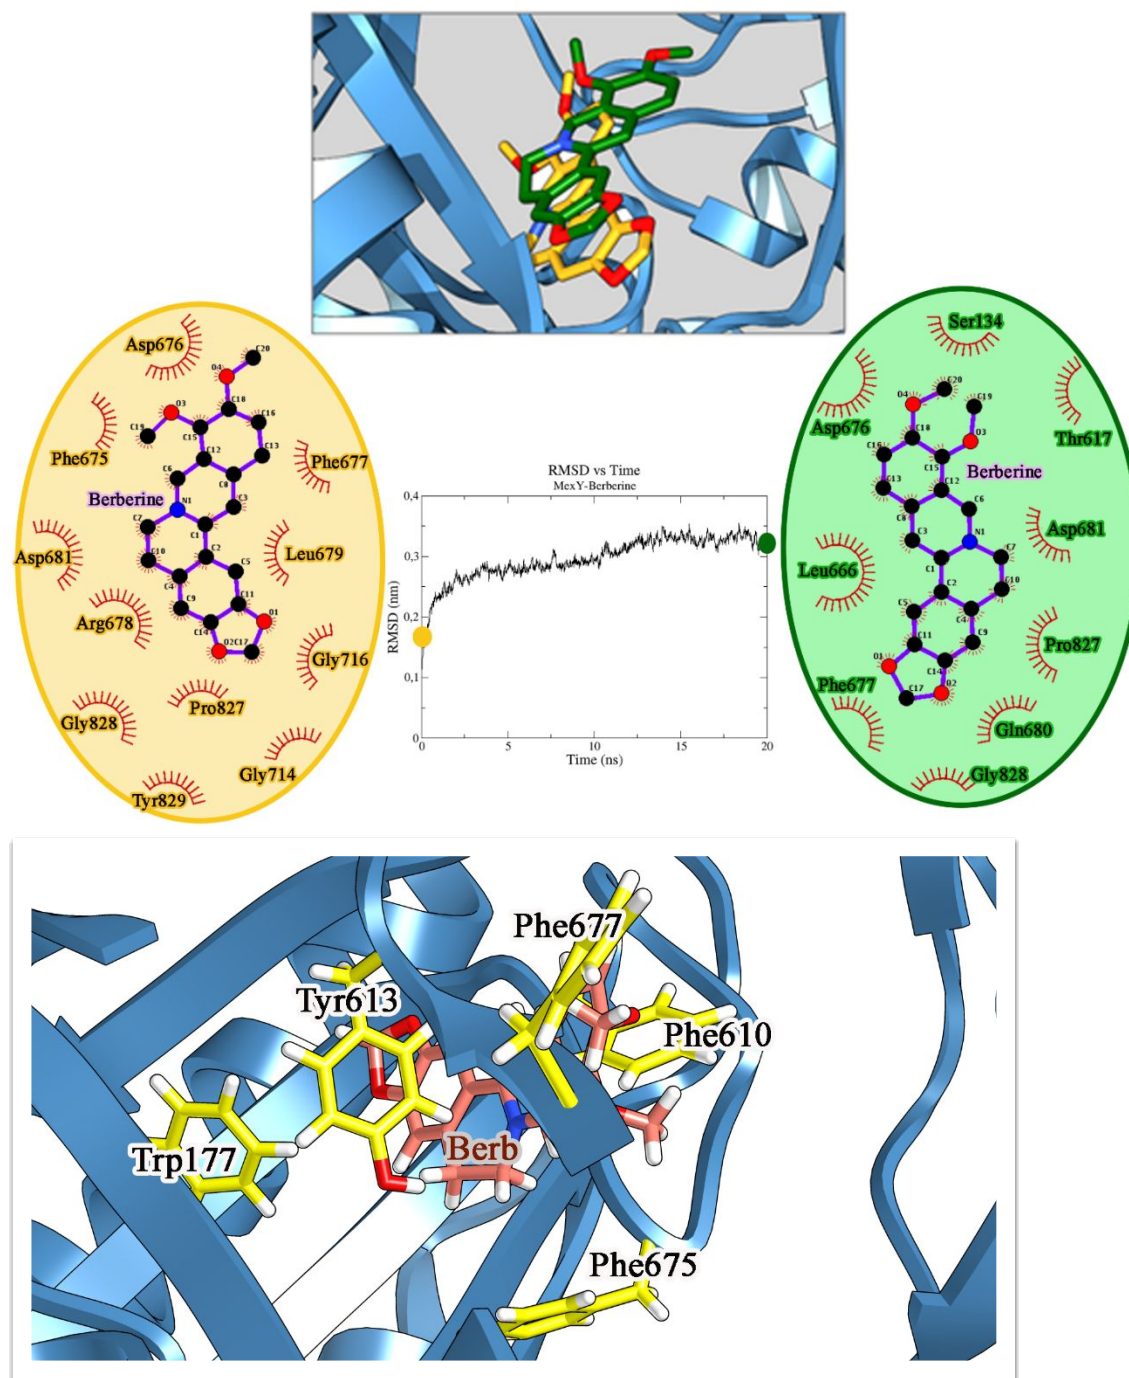 Asp676
C20
O4
C18
O3
C16
C19
C15
C12
C13
Phe675
C6
C8
Phe677
Berberine
N1
C3
C7
C1
Asp681
C10
C2
Leu679
C4
C5
C9
C11
Arg678
O1
C14
O2
C17
Gly716
Pro827
Gly828
Gly714
Tyr829
RMSD vs Time
MexY-Berberine
0,4
0,3
0,2
0,1
0
RMSD (nm)
0
5
10
15
20
Time (ns)
Ser134
C20
O4
C19
Asp676
C18
O3
Thr617
C16
C15
Berberine
C13
C12
C6
C8
Asp681
C3
N1
Leu666
C1
C7
C2
C10
C5
C4
C11
C9
Pro827
O1
C14
Phe677
C17
O2
Gln680
Gly828
Phe677
Tyr613
Phe610
Trp177
Berb
Phe675